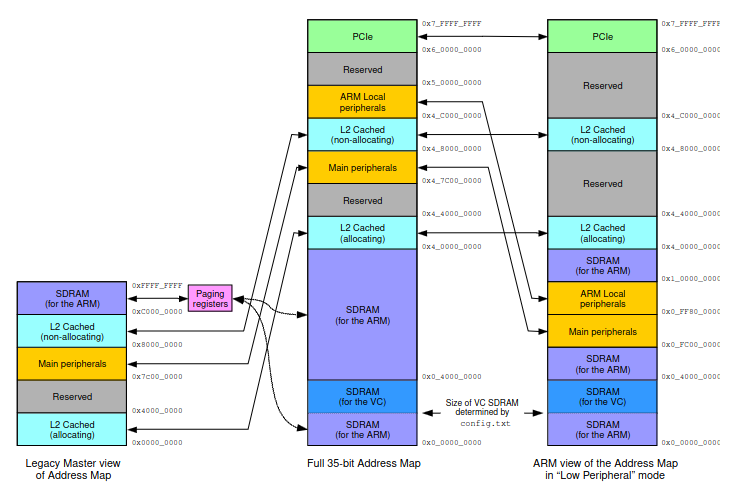 0x7_FFFF_FFFF
0x7_FFFF_FFFF
PCIe
PCIe
0x6_0000_0000
0x6_0000_0000
Reserved
0x5_0000_0000
Reserved
ARM Local
peripherals
0x4_C000_0000
0x4_C000_0000
L2 Cached
(non-allocating)
L2 Cached
(non-allocating)
0x4_8000_0000
0x4_8000_0000
Main peripherals
0x4_7C00_0000
Reserved
Reserved
0x4_4000_0000
0x4_4000_0000
L2 Cached
(allocating)
L2 Cached
(allocating)
0x4_0000_0000
0x4_0000_0000
SDRAM
(for the ARM)
0x1_0000_0000
0xFFFF_FFFF
SDRAM
(for the ARM)
Paging
registers
ARM Local
peripherals
0xC000_0000
0x0_FF80_0000
SDRAM
(for the ARM)
L2 Cached
(non-allocating)
Main peripherals
0x8000_0000
0x0_FC00_0000
Main peripherals
SDRAM
(for the ARM)
0x7c00_0000
0x0_4000_0000
0x0_4000_0000
Reserved
SDRAM
(for the VC)
Size of VC SDRAM
determined by
config.txt
SDRAM
(for the VC)
0x4000_0000
L2 Cached
(allocating)
SDRAM
(for the ARM)
SDRAM
(for the ARM)
0x0000_0000
0x0_0000_0000
0x0_0000_0000
Legacy Master view
of Address Map
Full 35-bit Address Map
ARM view of the Address Map
in “Low Peripheral” mode